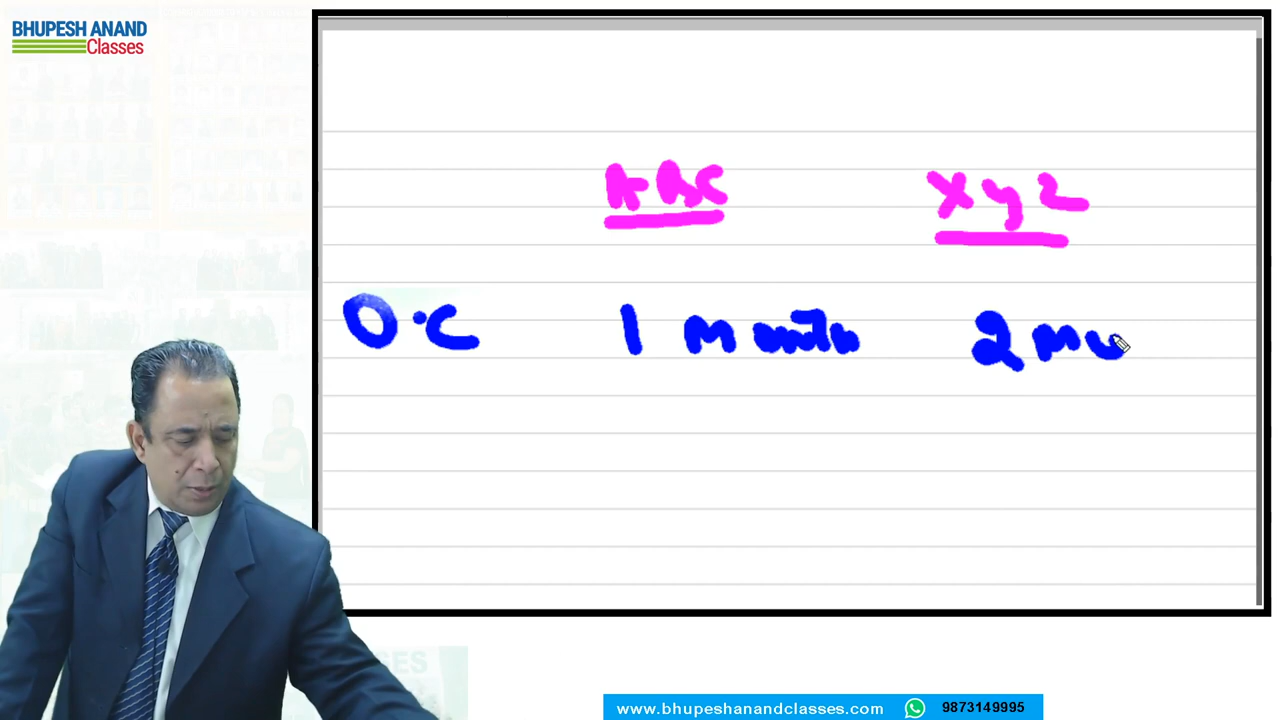 BHUPESH ANAND
Classes
ABC XYZ
O.C 1 Month 2 Mo
www.bhupeshanandclasses.com 9873149995